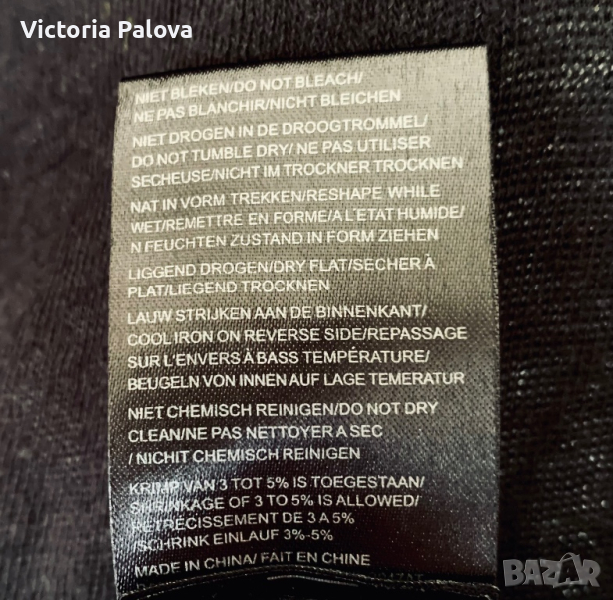 Victoria Palova
NIET BLEKEN/DO NOT BLEACH/
NE PAS BLANCHIR/NICHT BLEICHEN
NIET DROGEN IN DE DROOGTROMMEL/
DO NOT TUMBLE DRY/ NE PAS UTILISER
SECHEUSE/NICHT IM TROCKNER TROCKNEN
NAT IN VORM TREKKEN/RESHAPE WHILE
WET/REMETTRE EN FORME/A L'ETAT HUMIDE/
N FEUCHTEN ZUSTAND IN FORM ZIEHEN
LIGGEND DROGEN/DRY FLAT/SECHER À
PLAT/LIEGEND TROCKNEN
LAUW STRIJKEN AAN DE BINNENKANT/
COOL IRON ON REVERSE SIDE/REPASSAGE
SUR L'ENVERS À BASS TEMPÉRATURE/
BEUGELN VON INNEN AUF LAGE TEMERATUR
NIET CHEMISCH REINIGEN/DO NOT DRY
CLEAN/NE PAS NETTOYER A SEC
/ NICHIT CHEMISCH REINIGEN
KRIMP VAN 3 TOT 5% IS TOEGESTAAN/
SHRINKAGE OF 3 TO 5% IS ALLOWED/
RETRECISSEMENT DE 3 A 5%
/SCHRINK EINLAUF 3%-5%
MADE IN CHINA/ FAIT EN CHINE
BAZAR
bg